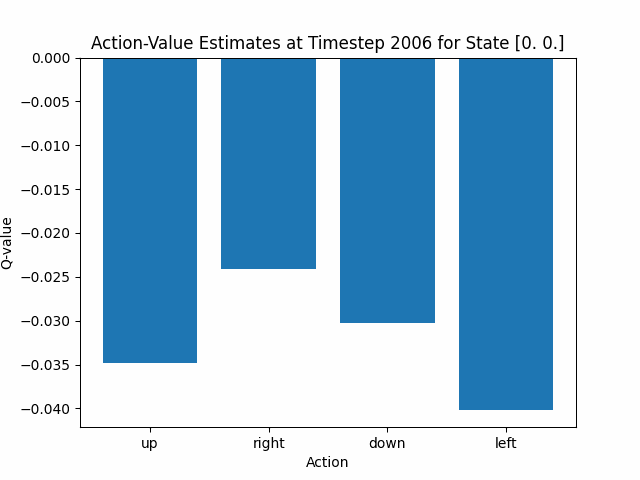 Action-Value Estimates at Timestep 2006 for State [0. 0.]
0.000
−0.005
−0.010
−0.015
−0.020
−0.025
−0.030
−0.035
−0.040
Q-value
up right down left
Action